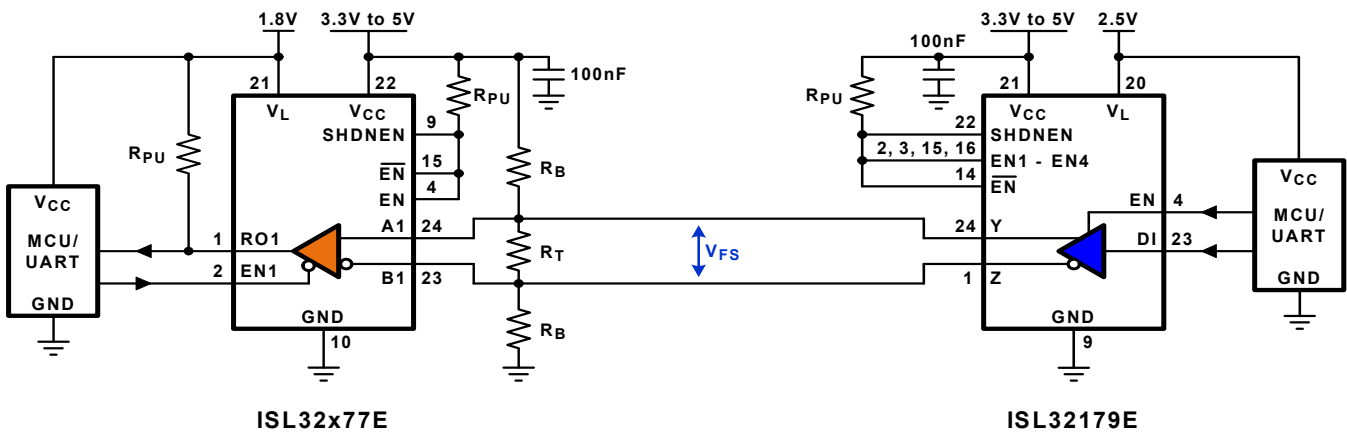 1.8V 3.3V to 5V 3.3V to 5V 2.5V
100nF
21 22 100nF 21 20
VL VCC RPU RPU VCC VL
9 SHDNEN 22 SHDNEN
RPU 15 EN RB 2, 3, 15, 16 EN1 - EN4
4 EN 14 EN
VCC VCC
MCU/ UART A1 24 24 Y EN 4 MCU/ UART
1 RO1 RT VFS DI 23
2 EN1 B1 23 1 Z
GND GND RB GND GND
10 9
ISL32x77E ISL32179E